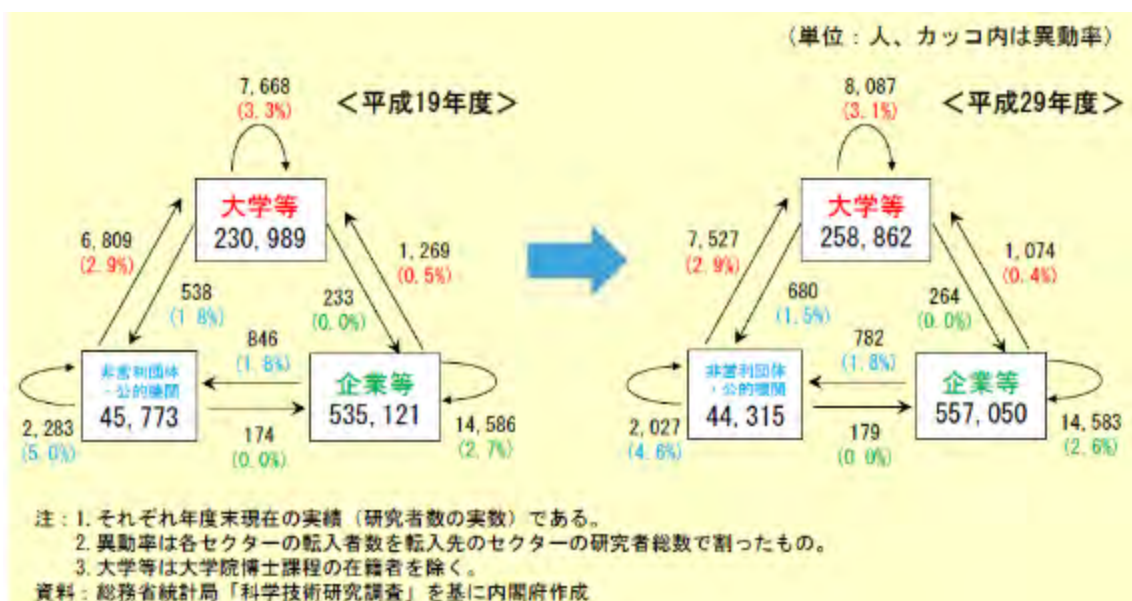 （単位：人、カッコ内は異動率）
＜平成19年度＞
7,668
(3.3%)
大学等
230,989
6,809
(2.9%)
1,269
(0.5%)
538
(1.8%)
233
(0.0%)
846
(1.8%)
非営利団体
・公的機関
45,773
企業等
535,121
2,283
(5.0%)
174
(0.0%)
14,586
(2.7%)
＜平成29年度＞
8,087
(3.1%)
大学等
258,862
7,527
(2.9%)
1,074
(0.4%)
680
(1.5%)
264
(0.0%)
782
(1.8%)
非営利団体
・公的機関
44,315
企業等
557,050
2,027
(4.6%)
179
(0.0%)
14,583
(2.6%)
注：1. それぞれ年度末現在の実績（研究者数の実数）である。
2. 異動率は各セクターの転入者数を転入先のセクターの研究者総数で割ったもの。
3. 大学等は大学院博士課程の在籍者を除く。
資料：総務省統計局「科学技術研究調査」を基に内閣府作成